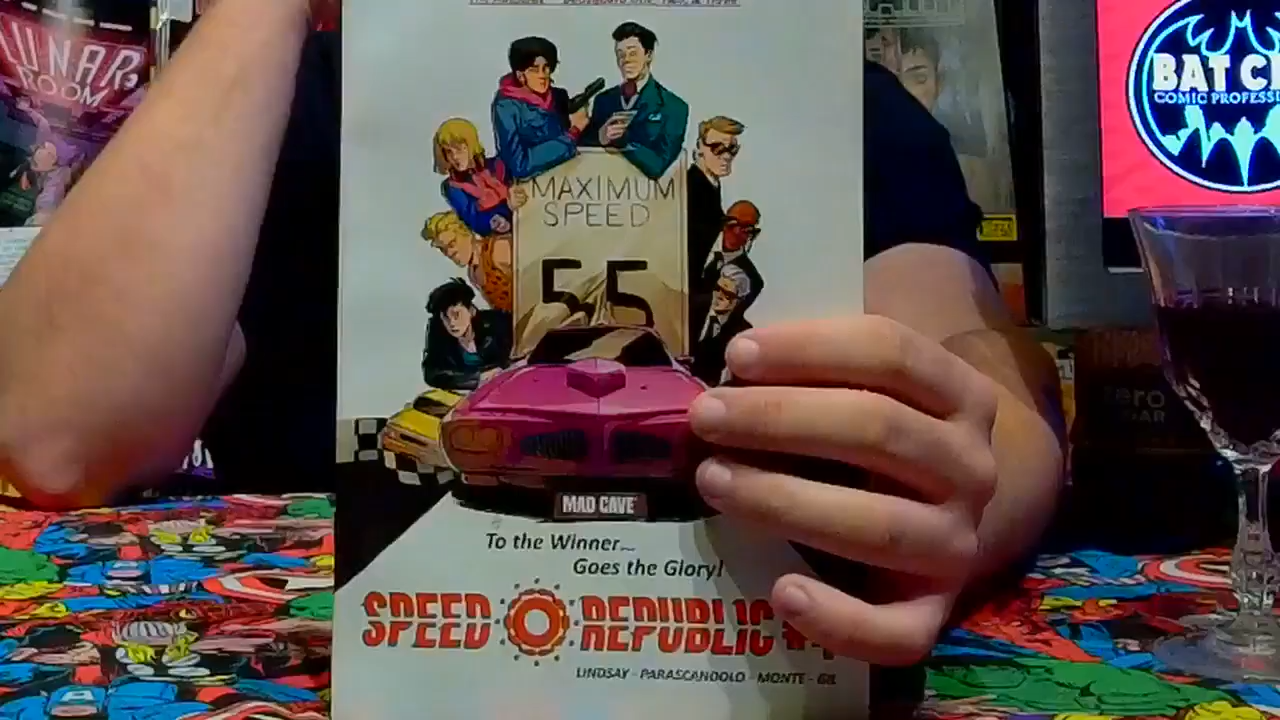 LUNAR
ROOM
BAT C
COMIC PROFESS
MAXIMUM
SPEED
55
MAD CAVE
To the Winner...
Goes the Glory!
SPEED REPUBLIC
LINDSAY - PARASCANDOLO - MONTE - GIL